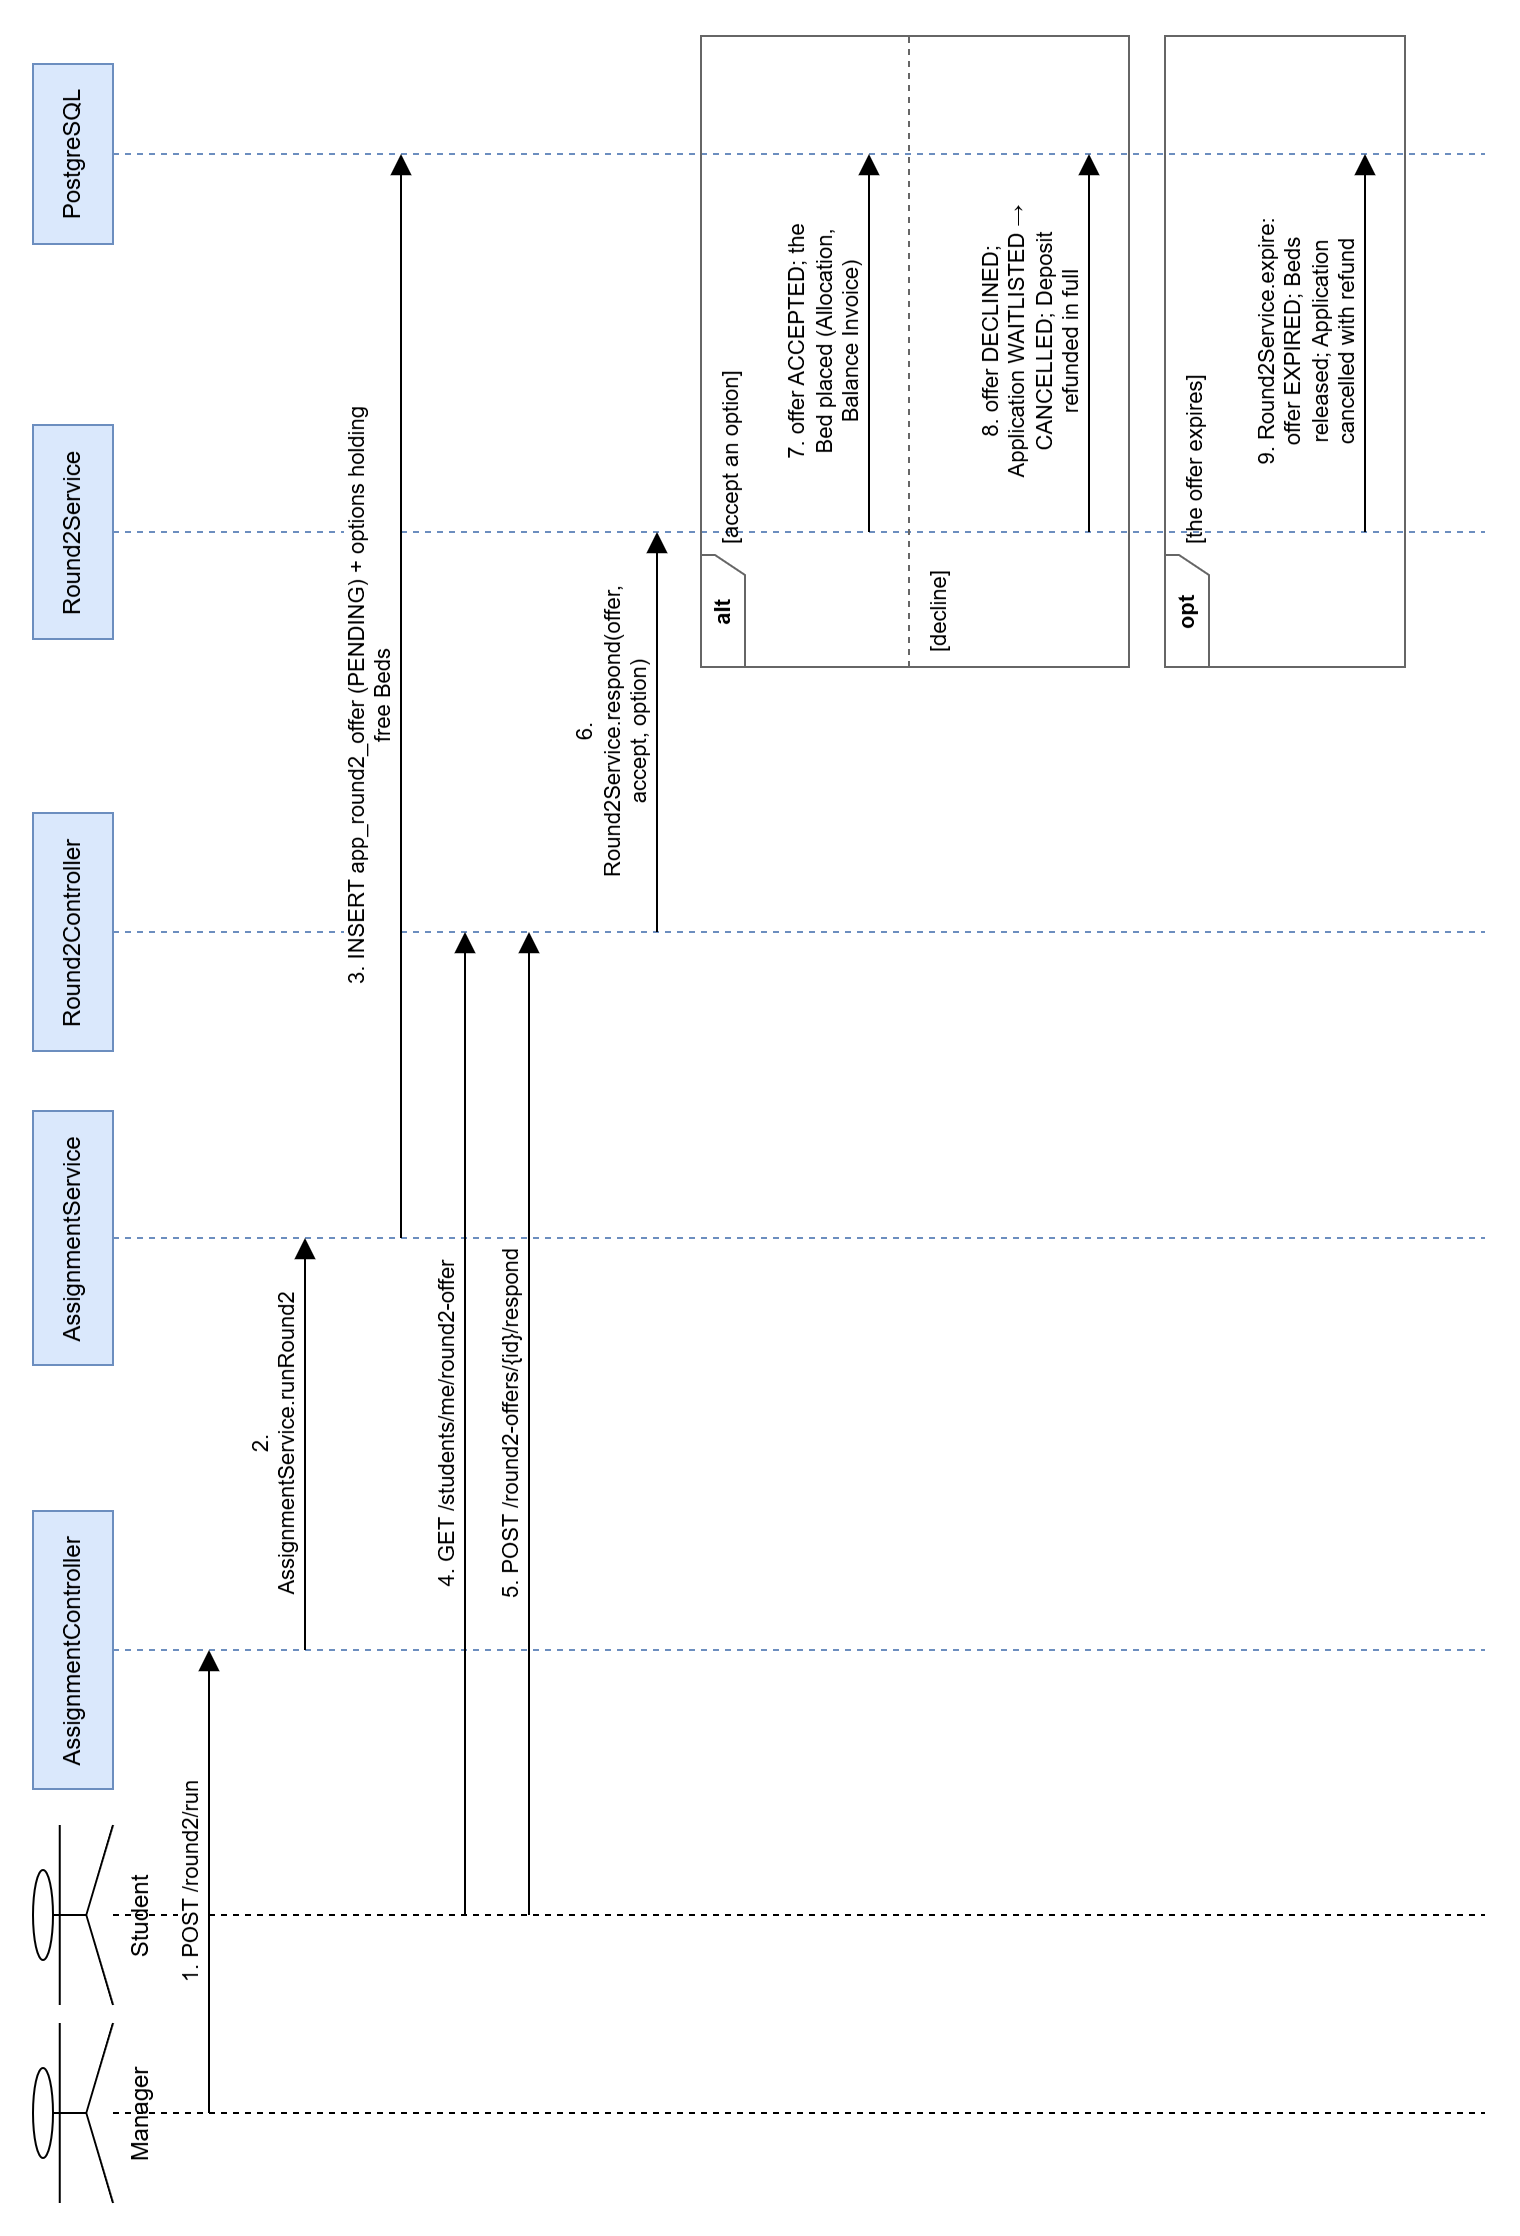 Manager
Student
AssignmentController
AssignmentService
Round2Controller
Round2Service
PostgreSQL
1. POST /round2/run
2.
AssignmentService.runRound2
3. INSERT app_round2_offer (PENDING) + options holding
free Beds
4. GET /students/me/round2-offer
5. POST /round2-offers/{id}/respond
6.
Round2Service.respond(offer,
accept, option)
alt
[accept an option]
7. offer ACCEPTED; the
Bed placed (Allocation,
Balance Invoice)
[decline]
8. offer DECLINED;
Application WAITLISTED →
CANCELLED; Deposit
refunded in full
opt
[the offer expires]
9. Round2Service.expire:
offer EXPIRED; Beds
released; Application
cancelled with refund